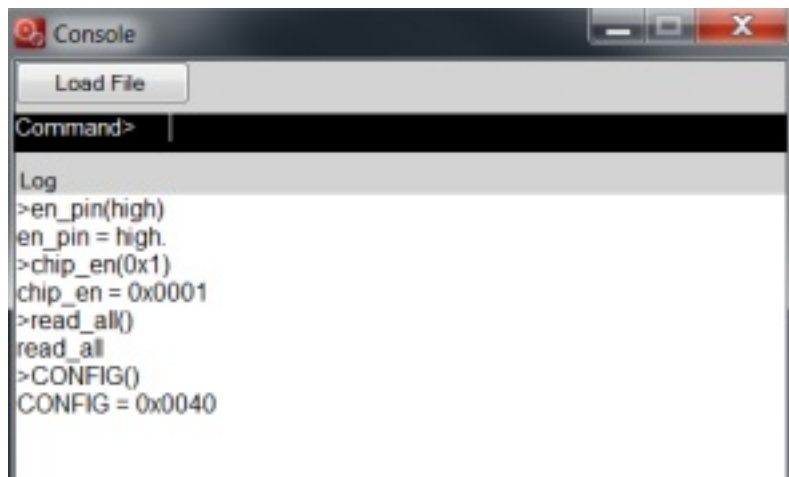 Console
Load File
Command>
Log
>en_pin(high)
en_pin = high.
>chip_en(0x1)
chip_en = 0x0001
>read_all()
read_all
>CONFIG()
CONFIG = 0x0040